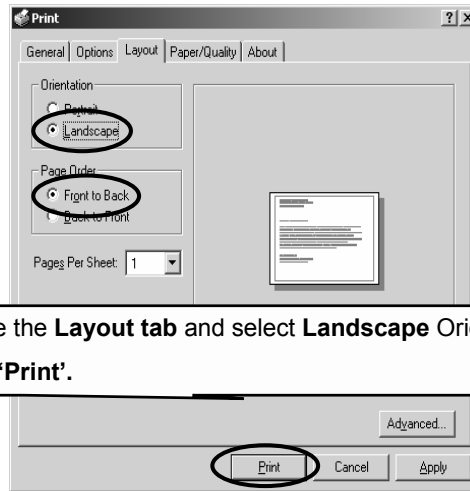 Print
General Options Layout Paper/Quality About
Orientation
Portrait
Landscape
Page Order
Front to Back
Back to Front
Pages Per Sheet: 1
the Layout tab and select Landscape
'Print'.
Advanced...
Print Cancel Apply